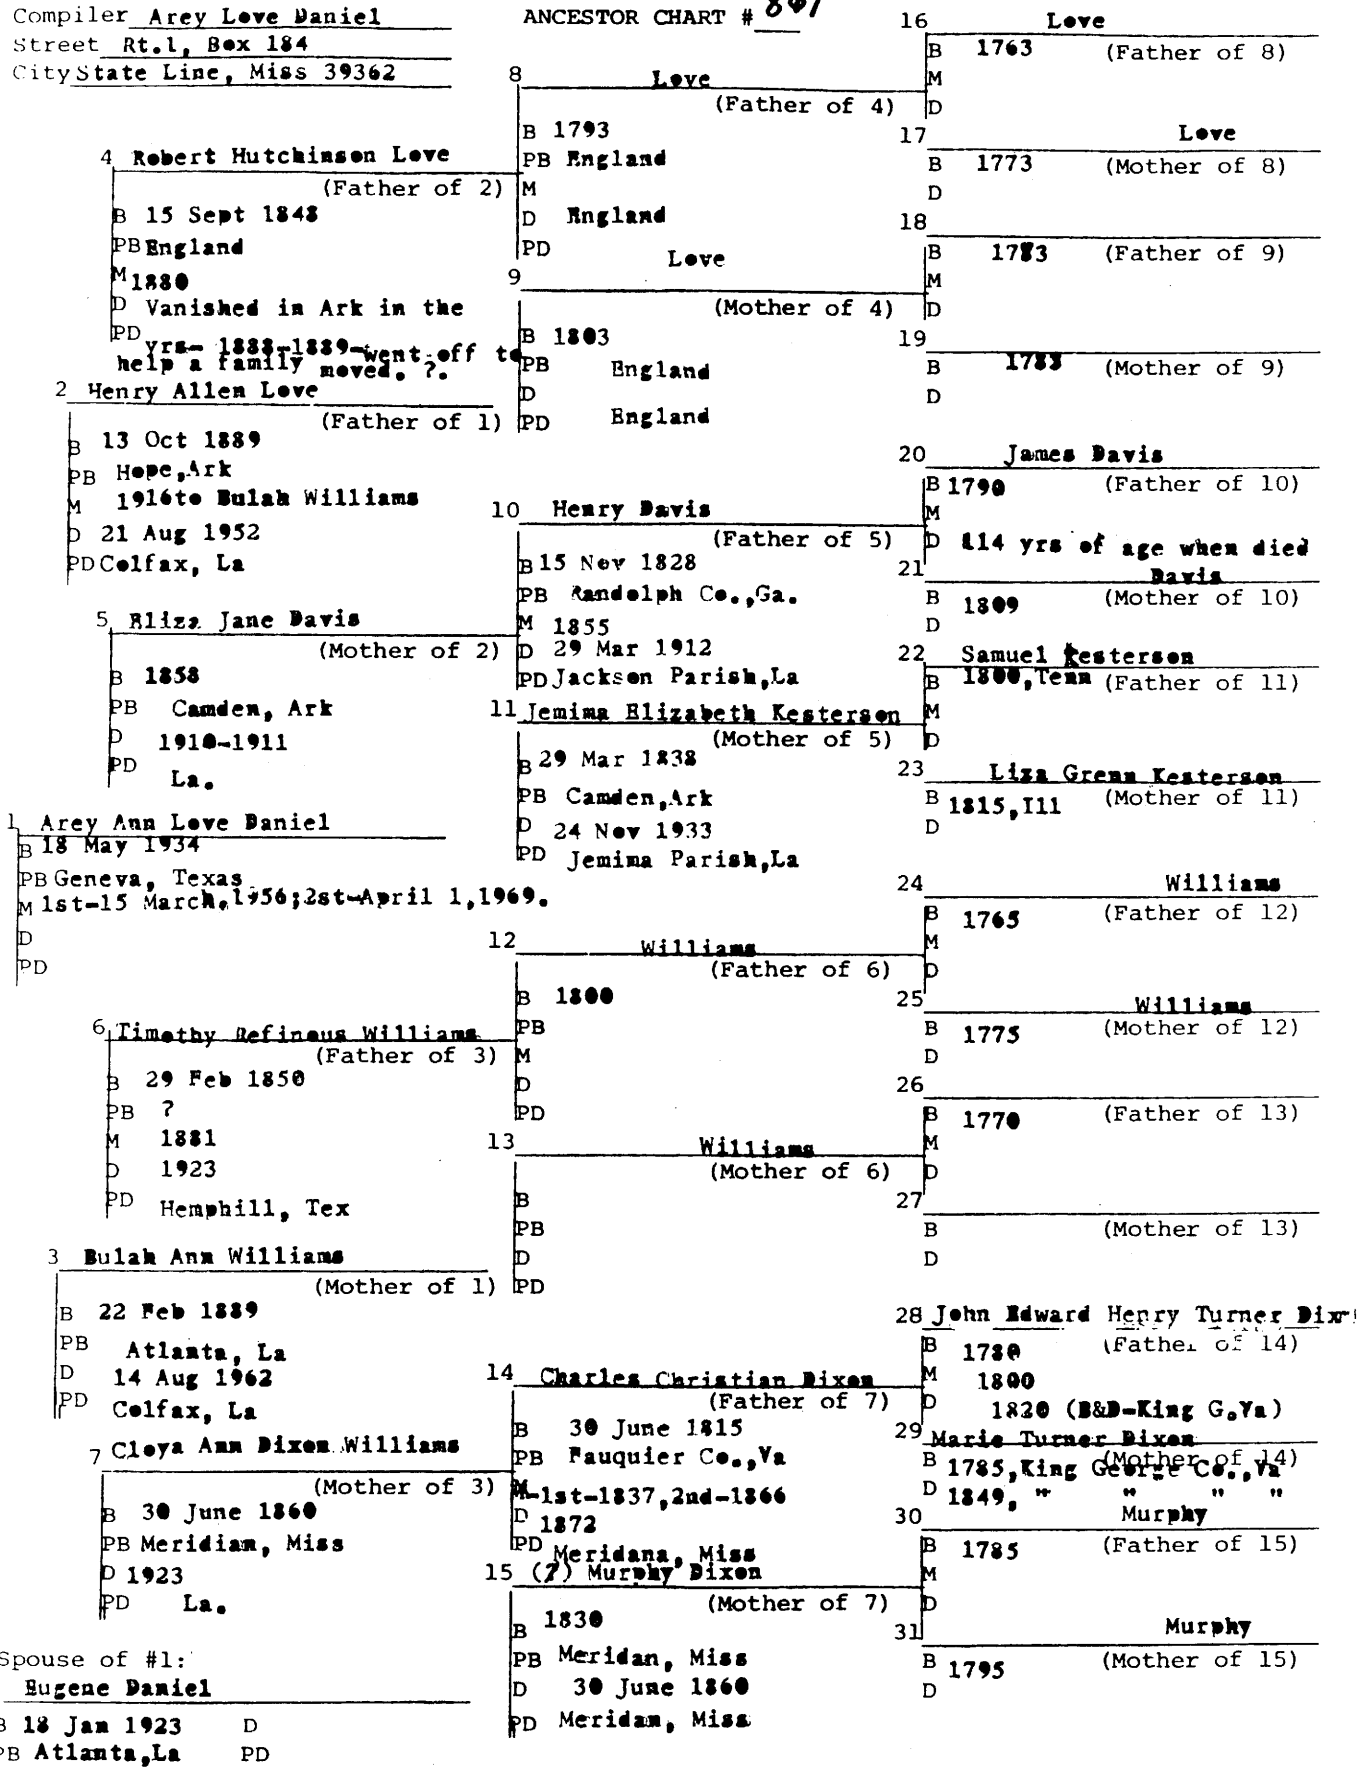 Compiler Arey Love Daniel
Street Rt.1, Box 184
City State Line, Miss 39362
ANCESTOR CHART # 841
1 Arey Ann Love Daniel
B 18 May 1934
PB Geneva, Texas
M 1st-15 March,1956;2st-April 1,1969.
D
PD
2 Henry Allen Love
(Father of 1)
B 13 Oct 1889
PB Hope,Ark
M 1916to Bulah Williams
D 21 Aug 1952
PD Colfax, La
3 Bulah Ann Williams
(Mother of 1)
B 22 Feb 1889
PB Atlanta, La
D 14 Aug 1962
PD Colfax, La
4 Robert Hutchinson Love
(Father of 2)
B 15 Sept 1848
PB England
M 1880
D Vanished in Ark in the
PD yrs- 1888-1889-went off to
help a family moved. ?.
5 Eliza Jane Davis
(Mother of 2)
B 1858
PB Camden, Ark
D 1910-1911
PD La.
6 Timothy Refinous Williams
(Father of 3)
B 29 Feb 1850
PB ?
M 1881
D 1923
PD Hemphill, Tex
7 Cloya Ann Dixon Williams
(Mother of 3)
B 30 June 1860
PB Meridian, Miss
D 1923
PD La.
Spouse of #1:
Eugene Daniel
B 18 Jan 1923 D
PB Atlanta,La PD
8 Love
(Father of 4)
B 1793
PB England
M
D England
PD
9 Love
(Mother of 4)
B 1803
PB England
D
PD England
10 Henry Davis
(Father of 5)
B 15 Nov 1828
PB Randolph Co.,Ga.
M 1855
D 29 Mar 1912
PD Jackson Parish,La
11 Jemima Elizabeth Kesterson
(Mother of 5)
B 29 Mar 1838
PB Camden,Ark
D 24 Nov 1933
PD Jemima Parish,La
12 Williams
(Father of 6)
B 1800
PB
M
D
PD
13 Williams
(Mother of 6)
B
PB
D
PD
14 Charles Christian Dixon
(Father of 7)
B 30 June 1815
PB Fauquier Co.,Va
M-1st-1837,2nd-1866
D 1872
PD Meridana, Miss
15 (?) Murphy Dixon
(Mother of 7)
B 1830
PB Meridan, Miss
D 30 June 1860
PD Meridan, Miss
16 Love
B 1763 (Father of 8)
M
D
17 Love
B 1773 (Mother of 8)
D
18
B 1783 (Father of 9)
M
D
19
B 1783 (Mother of 9)
D
20 James Davis
B 1790 (Father of 10)
M
D 114 yrs of age when died
21 Davis
B 1809 (Mother of 10)
D
22 Samuel Kesterson
B 1800,Tenn (Father of 11)
M
D
23 Liza Grenn Kesterson
B 1815,Ill (Mother of 11)
D
24 Williams
B 1765 (Father of 12)
M
D
25 Williams
B 1775 (Mother of 12)
D
26
B 1770 (Father of 13)
M
D
27
B (Mother of 13)
D
28 John Edward Henry Turner
B 1780 (Father of 14)
M 1800
D 1820 (B&D-King G.Va)
29 Marie Turner Dixon
(Mother of 14)
B 1785,King George Co.,Va
D 1849, " " " "
30 Murphy
B 1785 (Father of 15)
M
D
31 Murphy
B 1795 (Mother of 15)
D